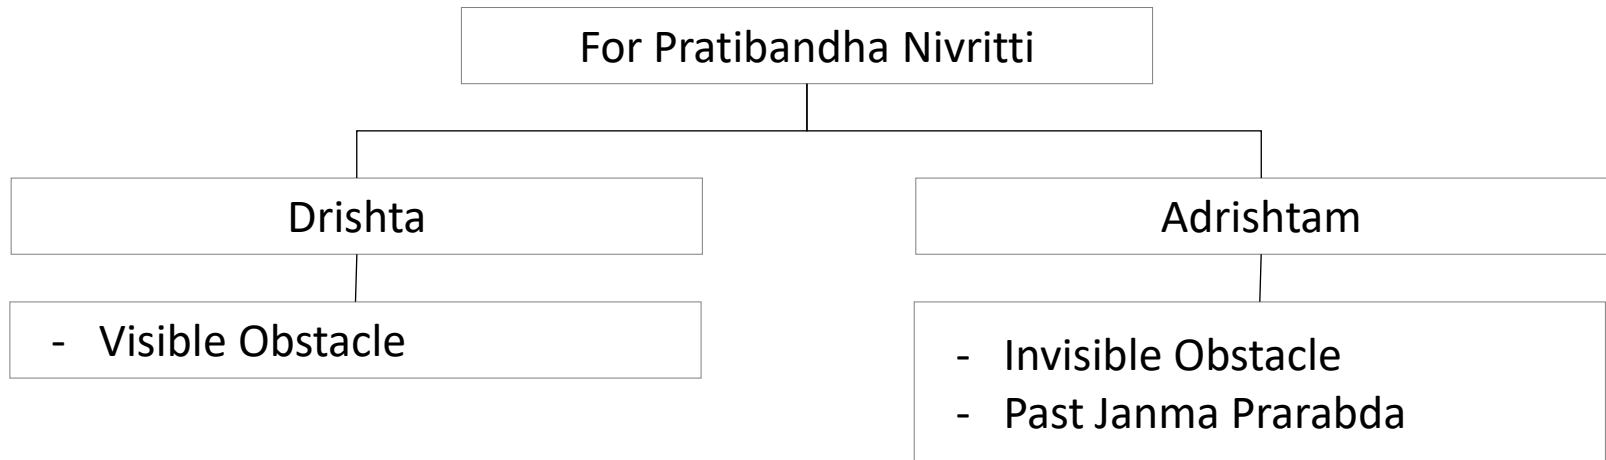 For Pratibandha Nivritti
Drishta
- Visible Obstacle
Adrishtam
- Invisible Obstacle
- Past Janma Prarabda